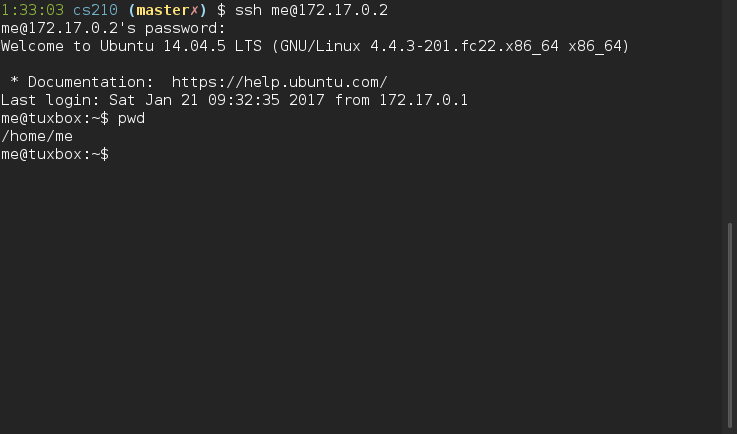 1:33:03 cs210 (master✗) $ ssh me@172.17.0.2
me@172.17.0.2's password:
Welcome to Ubuntu 14.04.5 LTS (GNU/Linux 4.4.3-201.fc22.x86_64 x86_64)

 * Documentation:  https://help.ubuntu.com/
Last login: Sat Jan 21 09:32:35 2017 from 172.17.0.1
me@tuxbox:~$ pwd
/home/me
me@tuxbox:~$